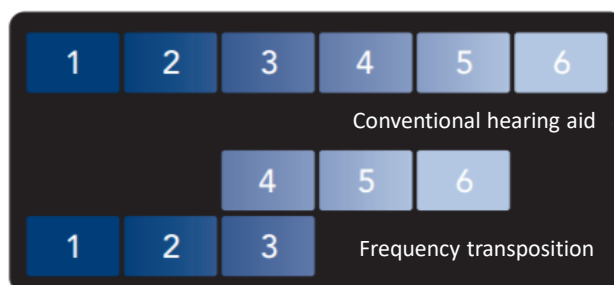 1 2 3 4 5 6
Conventional hearing aid
4 5 6
1 2 3 Frequency transposition